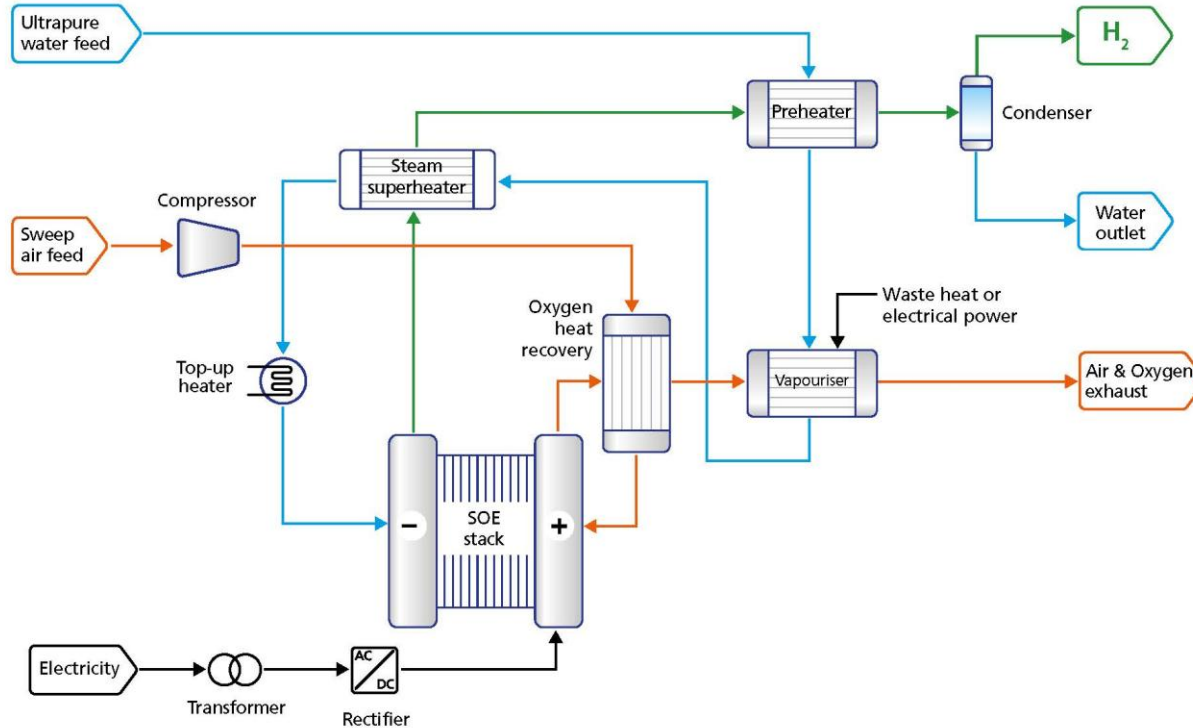 Ultrapure
water feed
H₂
Preheater
Condenser
Steam
superheater
Compressor
Sweep
air feed
Water
outlet
Oxygen
heat
recovery
Waste heat or
electrical power
Top-up
heater
Vapouriser
Air & Oxygen
exhaust
−
SOE
stack
+
Electricity
AC
DC
Transformer
Rectifier